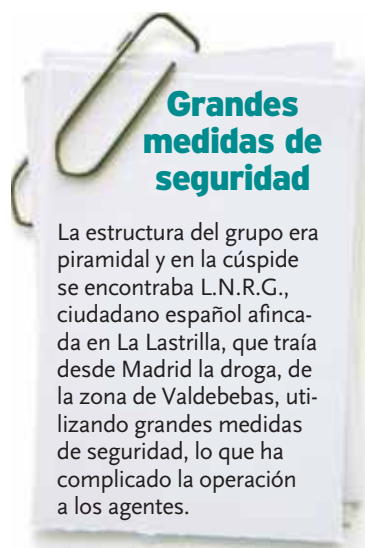 Grandes
medidas de
seguridad
La estructura del grupo era
piramidal y en la cúspide
se encontraba L.N.R.G.,
ciudadano español afinca-
da en La Lastrilla, que traía
desde Madrid la droga, de
la zona de Valdebebas, uti-
lizando grandes medidas
de seguridad, lo que ha
complicado la operación
a los agentes.